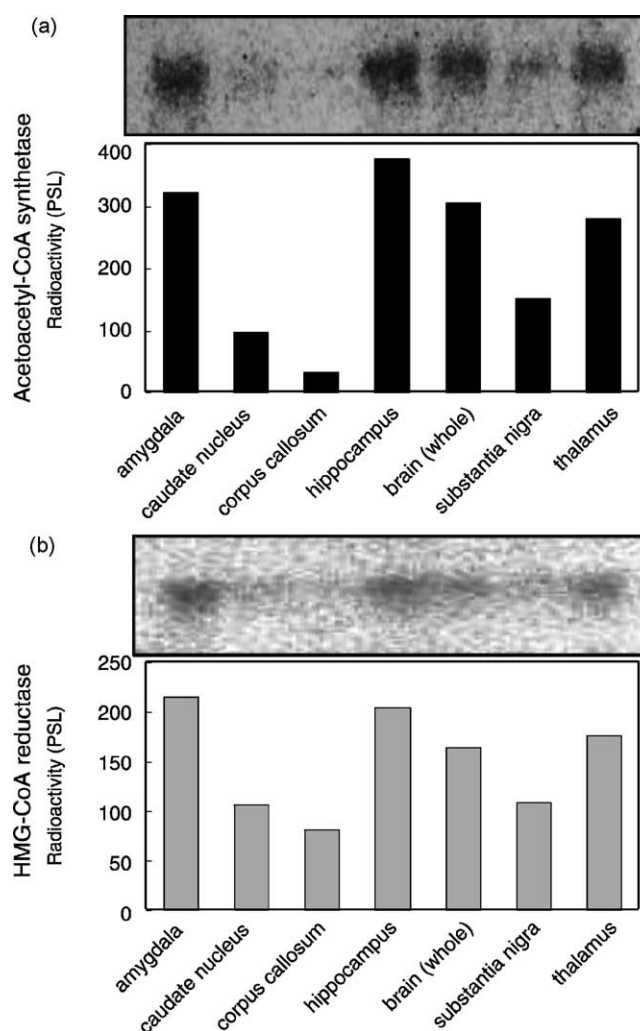 (a)
Acetoacetyl-CoA synthetase
Radioactivity (PSL)
400
300
200
100
0
amygdala
caudate nucleus
corpus callosum
hippocampus
brain (whole)
substantia nigra
thalamus
(b)
HMG-CoA reductase
Radioactivity (PSL)
250
200
150
100
50
0
amygdala
caudate nucleus
corpus callosum
hippocampus
brain (whole)
substantia nigra
thalamus